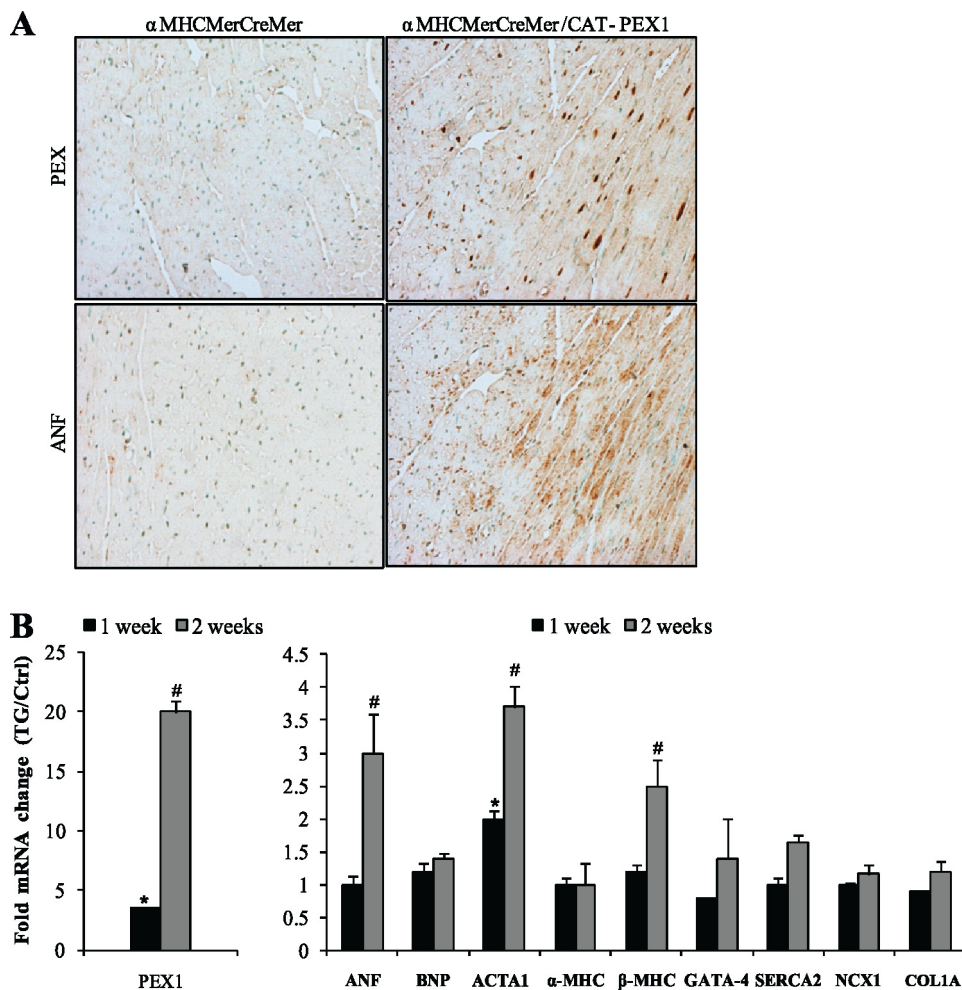 A
α MHCMerCreMer
αMHCMerCreMer/CAT-PEX1
PEX
ANF
B
1 week
2 weeks
1 week
2 weeks
Fold mRNA change (TG/Ctrl)
25
20
15
10
5
0
*
#
PEX1
4.5
4
3.5
3
2.5
2
1.5
1
0.5
0
#
*
#
#
ANF BNP ACTA1 α-MHC β-MHC GATA-4 SERCA2 NCX1 COL1A